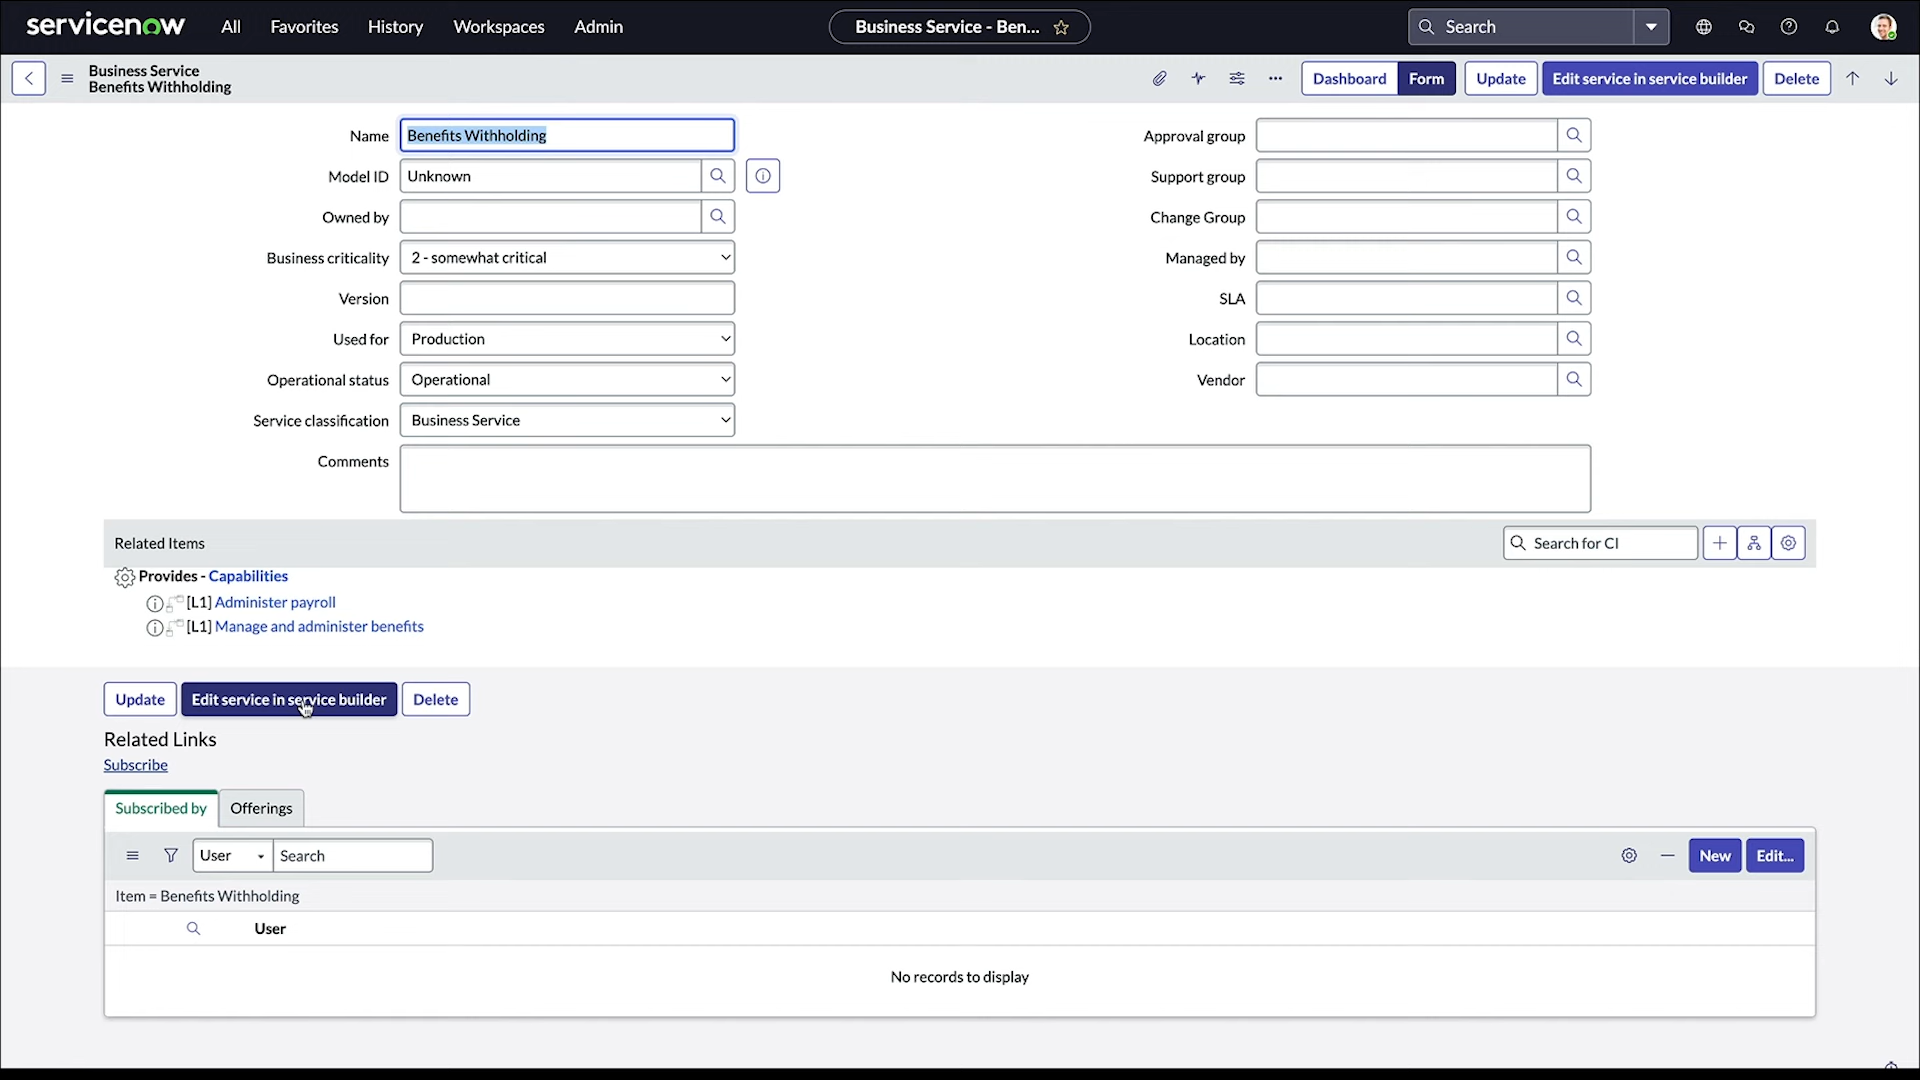 servicenow All Favorites History Workspaces Admin Business Service - Ben... Search
Business Service
Benefits Withholding
Dashboard Form Update Edit service in service builder Delete
Name Benefits Withholding Approval group
Model ID Unknown Support group
Owned by Change Group
Business criticality 2 - somewhat critical Managed by
Version SLA
Used for Production Location
Operational status Operational Vendor
Service classification Business Service
Comments
Related Items Search for CI
Provides - Capabilities
[L1] Administer payroll
[L1] Manage and administer benefits
Update Edit service in service builder Delete
Related Links
Subscribe
Subscribed by Offerings
User Search New Edit...
Item = Benefits Withholding
User
No records to display